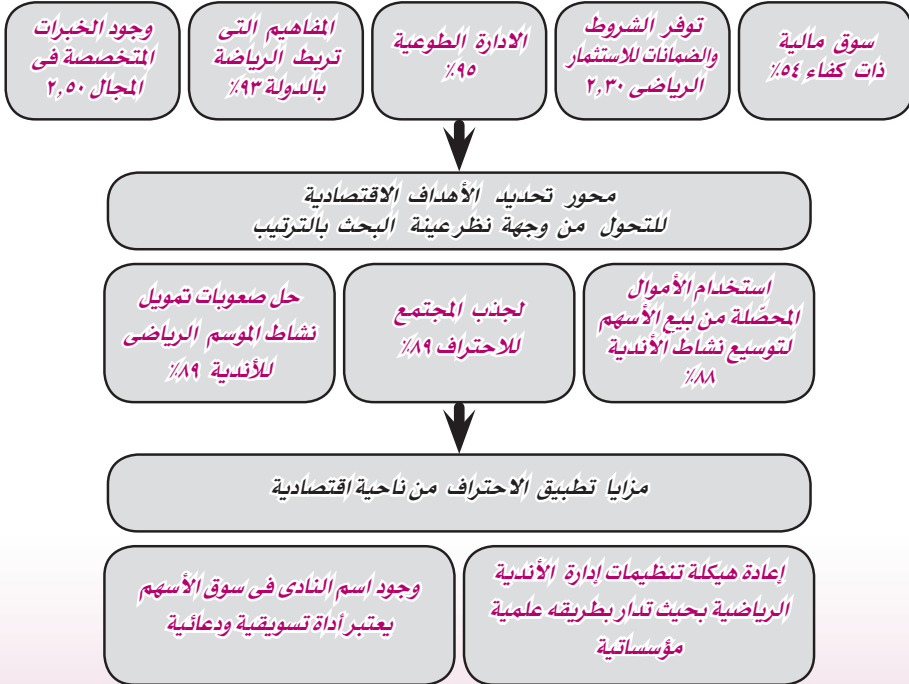 سوق مالية
ذات كفاء ٥٤٪
توفر الشروط
والضمانات للاستثمار
الرياضى ٢,٣٠
الادارة الطوعية
٩٥٪
المفاهيم التى
تربط الرياضة
بالدولة ٩٣٪
وجود الخبرات
المتخصصة فى
المجال ٢,٥٠
محور تحديد الأهداف الاقتصادية
للتحول من وجهة نظر عينة البحث بالترتيب
استخدام الأموال
المحصّلة من بيع الأسهم
لتوسيع نشاط الأندية
٨٨٪
لجذب المجتمع
للاحتراف ٨٩٪
حل صعوبات تمويل
نشاط الموسم الرياضى
للأندية ٨٩٪
مزايا تطبيق الاحتراف من ناحية اقتصادية
إعادة هيكلة تنظيمات إدارة الأندية
الرياضية بحيث تدار بطريقه علمية
مؤسساتية
وجود اسم النادى فى سوق الأسهم
يعتبر أداة تسويقية ودعائية